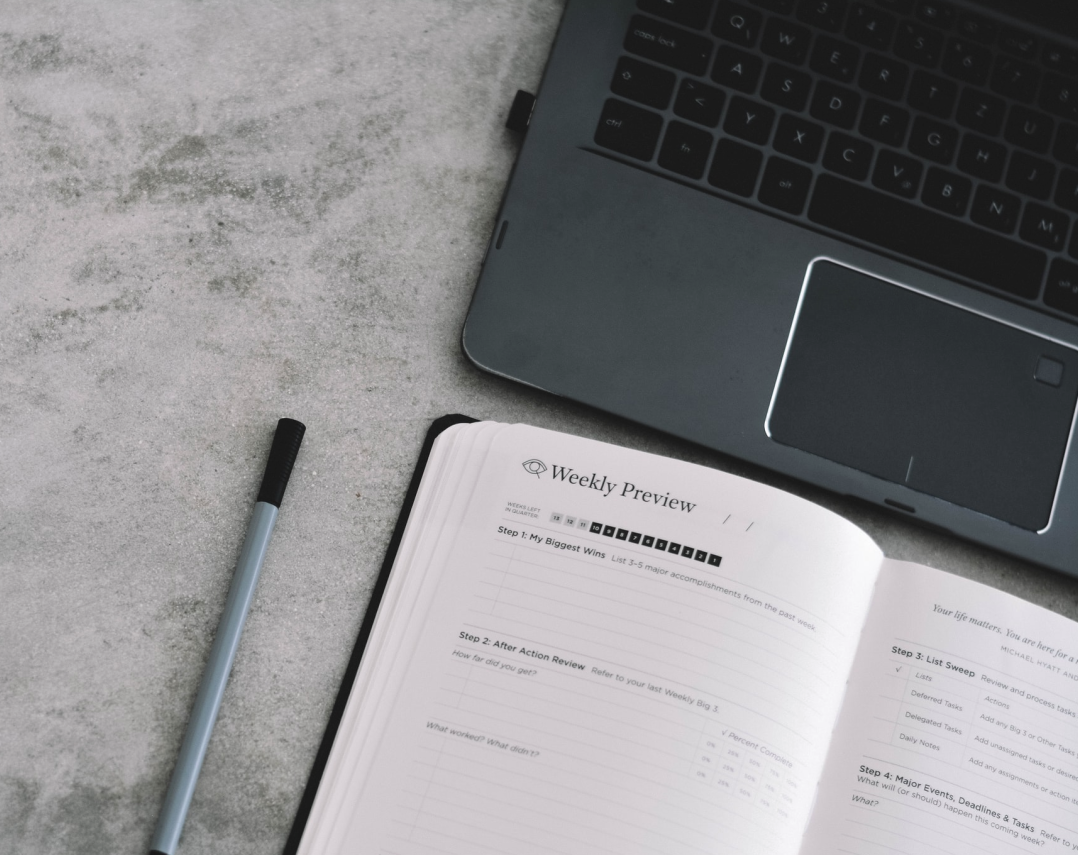 Q W E R T Z U
caps lock A S D F G H J
< Y X C V B N M
ctrl fn alt
Weekly Preview / /
WEEKS LEFT
IN QUARTER: 13 12 11 10 9 8 7 6 5 4 3 2 1
Step 1: My Biggest Wins List 3–5 major accomplishments from the past week.
Step 2: After Action Review Refer to your last Weekly Big 3.
How far did you get?
✓ Percent Complete
What worked? What didn't?
Your life matters. You are here for a
MICHAEL HYATT AND
Step 3: List Sweep Review and process tasks
✓ Lists Actions
Deferred Tasks Add any Big 3 or Other Tasks
Delegated Tasks Add unassigned tasks or
Daily Notes Add any assignments or action
Step 4: Major Events, Deadlines & Tasks Refer to
What will (or should) happen this coming week?
What?